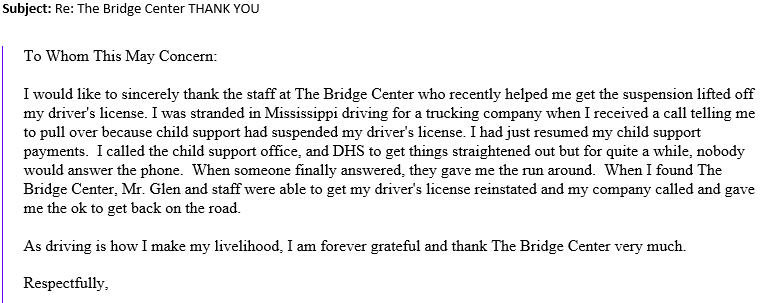 Subject: Re: The Bridge Center THANK YOU
To Whom This May Concern:
I would like to sincerely thank the staff at The Bridge Center who recently helped me get the suspension lifted off
my driver's license. I was stranded in Mississippi driving for a trucking company when I received a call telling me
to pull over because child support had suspended my driver's license. I had just resumed my child support
payments.  I called the child support office, and DHS to get things straightened out but for quite a while, nobody
would answer the phone.  When someone finally answered, they gave me the run around.  When I found The
Bridge Center, Mr. Glen and staff were able to get my driver's license reinstated and my company called and gave
me the ok to get back on the road.
As driving is how I make my livelihood, I am forever grateful and thank The Bridge Center very much.
Respectfully,